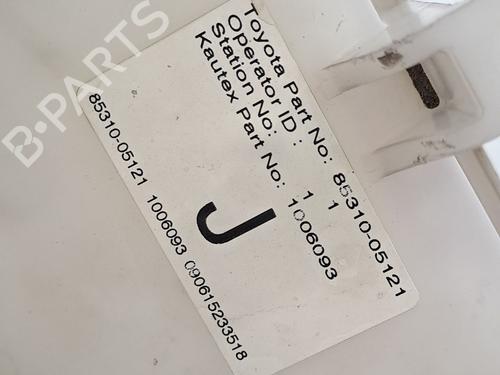 B-PARTS
Toyota Part No: 85310-05121
Operator ID : 1
Station No: 1
Kautex Part No: 1006093
J
85310-05121 1006093 090615233518